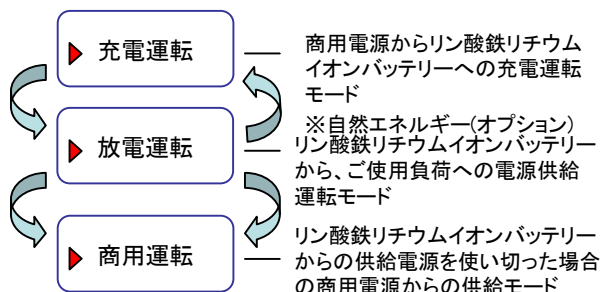 充電運転
商用電源からリン酸鉄リチウム
イオンバッテリーへの充電運転
モード
※自然エネルギー(オプション)
放電運転
リン酸鉄リチウムイオンバッテリー
から、ご使用負荷への電源供給
運転モード
商用運転
リン酸鉄リチウムイオンバッテリー
からの供給電源を使い切った場合
の商用電源からの供給モード